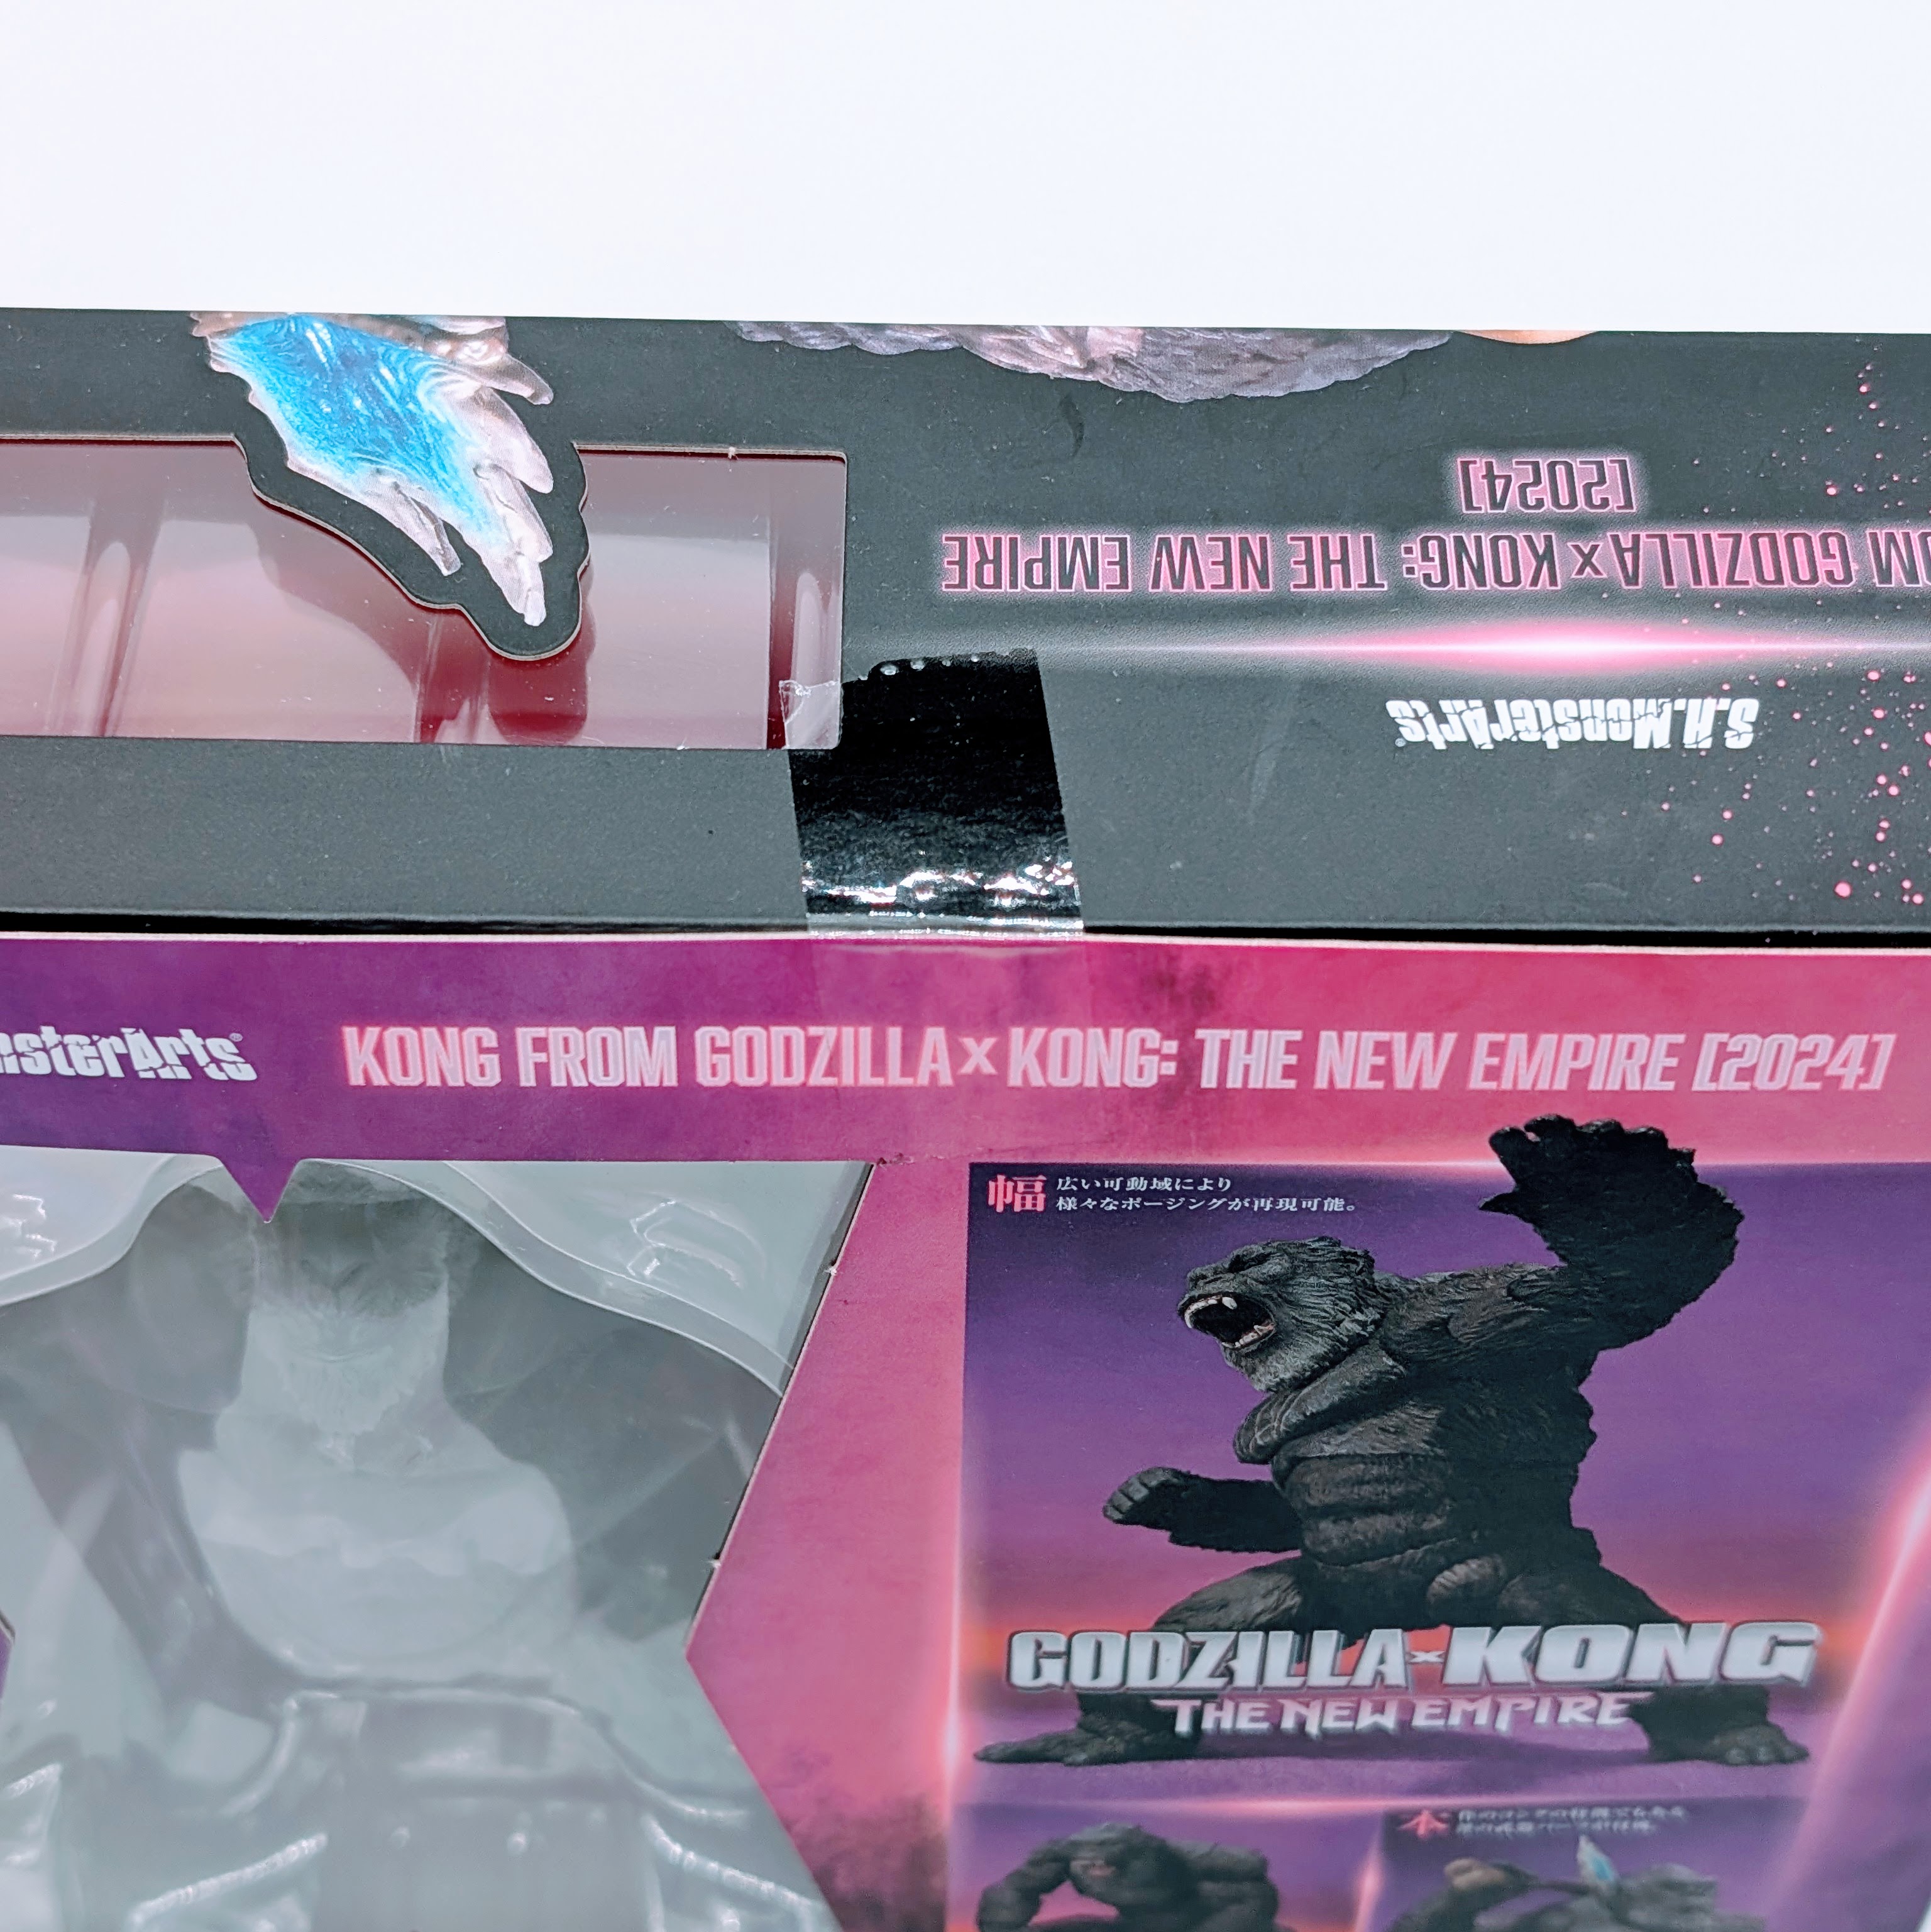 [2024]
GODZILLA x KONG: THE NEW EMPIRE
S.H.MonsterArts
KONG FROM GODZILLA x KONG: THE NEW EMPIRE [2024]
幅 広い可動域により
様々なポージングが再現可能。
GODZILLA x KONG
THE NEW EMPIRE
本